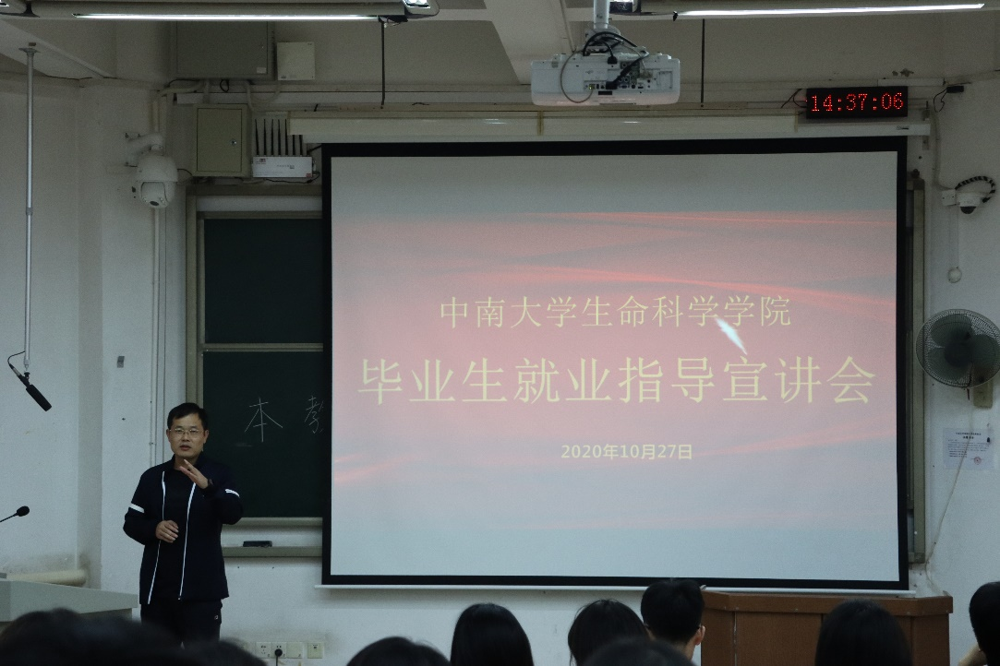 14:37:06
中南大学生命科学学院
毕业生就业指导宣讲会
2020年10月27日
本 教